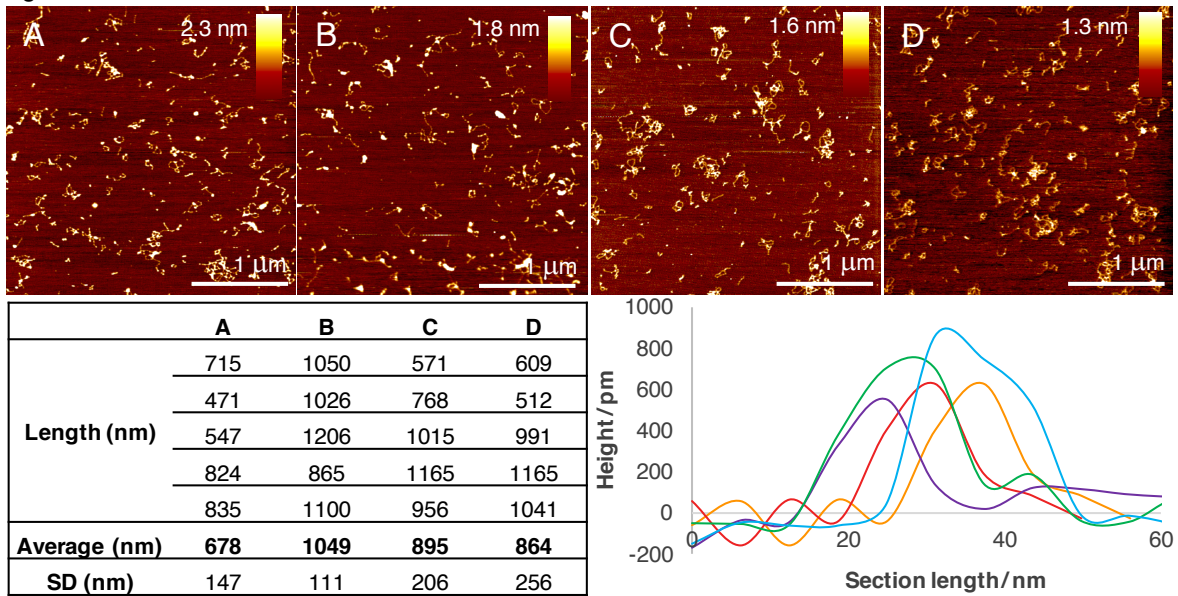 A 2.3 nm
B 1.8 nm
C 1.6 nm
D 1.3 nm
1 μm
1 μm
1 μm
1 μm
A B C D
Length (nm)
715 1050 571 609
471 1026 768 512
547 1206 1015 991
824 865 1165 1165
835 1100 956 1041
Average (nm) 678 1049 895 864
SD (nm) 147 111 206 256
Height / pm
1000
800
600
400
200
0
-200
0 20 40 60
Section length / nm